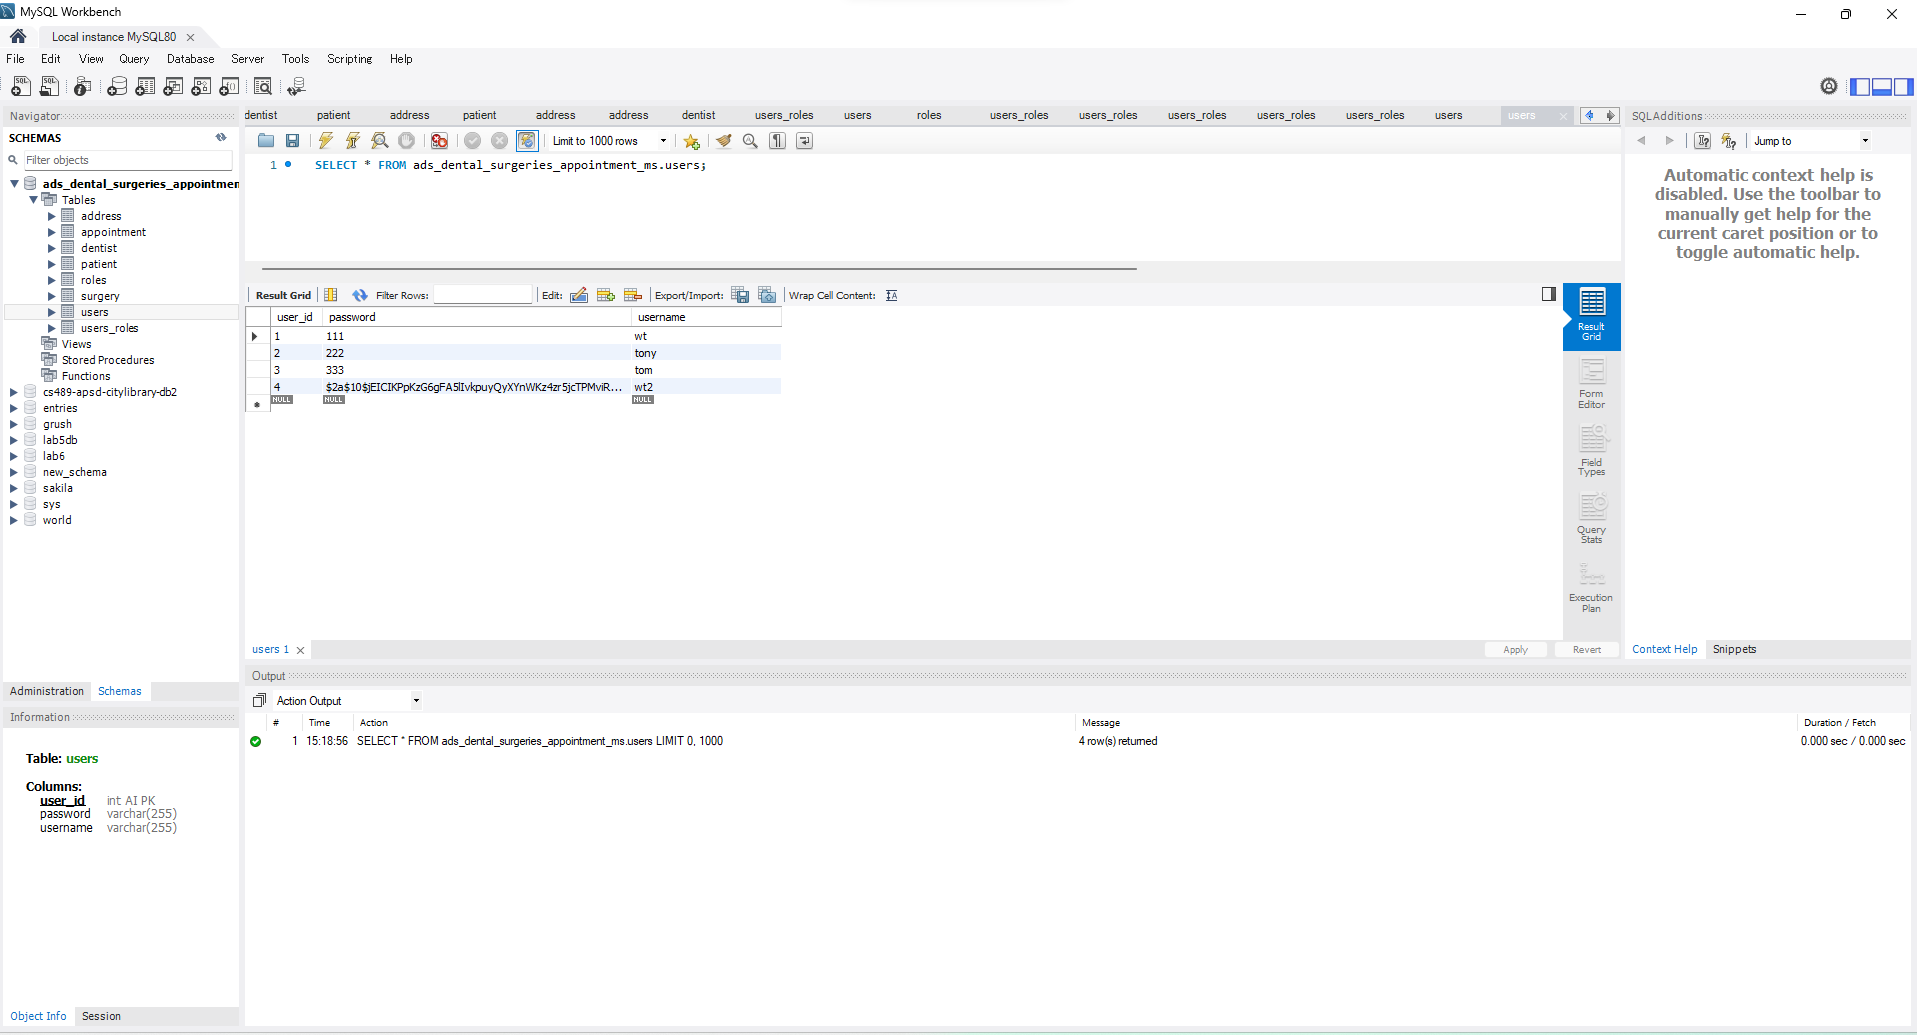 MySQL Workbench
Local instance MySQL80
File Edit View Query Database Server Tools Scripting Help
Navigator
SCHEMAS
Filter objects
ads_dental_surgeries_appointmen
Tables
address
appointment
dentist
patient
roles
surgery
users
users_roles
Views
Stored Procedures
Functions
cs489-apsd-citylibrary-db2
entries
grush
lab5db
lab6
new_schema
sakila
sys
world
Administration Schemas
Information
Table: users
Columns:
user_id int AI PK
password varchar(255)
username varchar(255)
Object Info Session
dentist patient address patient address address dentist users_roles users roles users_roles users_roles users_roles users_roles users_roles users users
Limit to 1000 rows
1 SELECT * FROM ads_dental_surgeries_appointment_ms.users;
Result Grid Filter Rows: Edit: Export/Import: Wrap Cell Content:
user_id password username
1 111 wt
2 222 tony
3 333 tom
4 $2a$10$jEICIKPpKzG6gFA5lIvkpuyQyXYnWKz4zr5jcTPMviR... wt2
NULL NULL NULL
Result
Grid
Form
Editor
Field
Types
Query
Stats
Execution
Plan
users 1
Apply Revert
Output
Action Output
# Time Action Message Duration / Fetch
1 15:18:56 SELECT * FROM ads_dental_surgeries_appointment_ms.users LIMIT 0, 1000 4 row(s) returned 0.000 sec / 0.000 sec
SQLAdditions
Jump to
Automatic context help is
disabled. Use the toolbar to
manually get help for the
current caret position or to
toggle automatic help.
Context Help Snippets